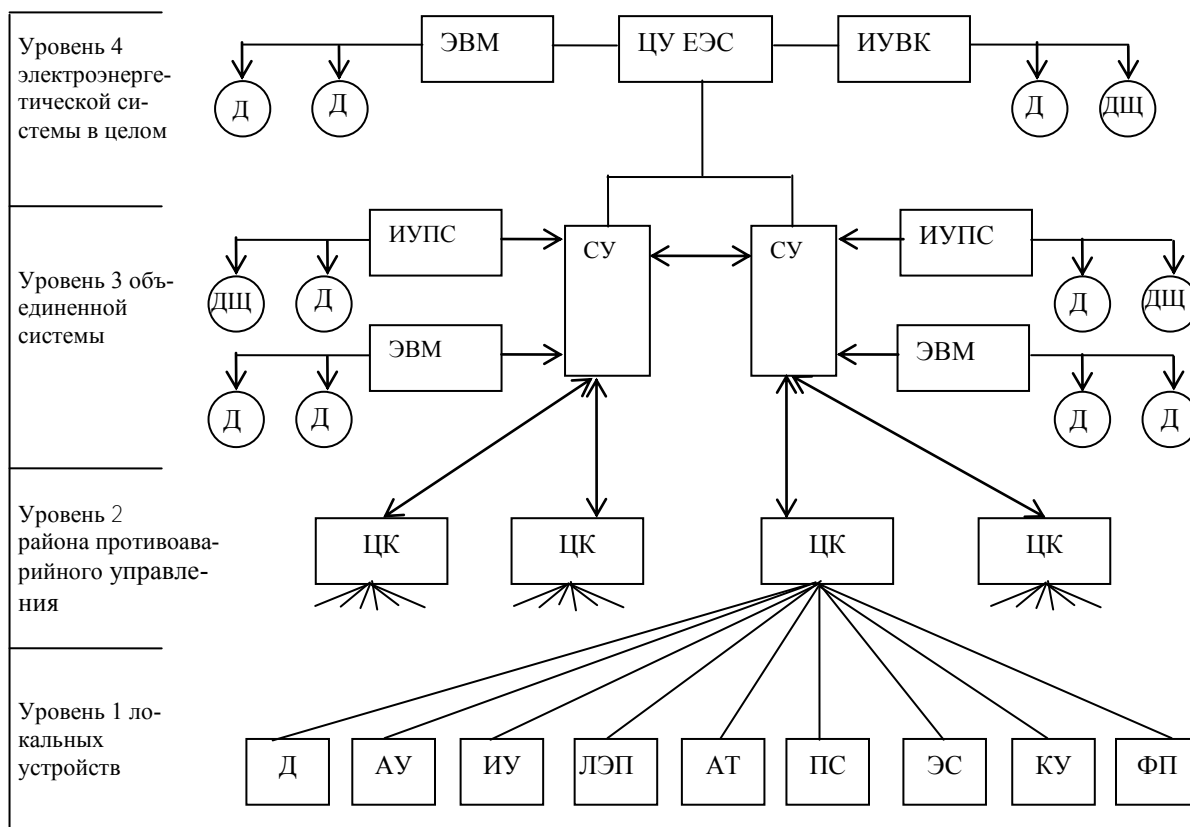 Уровень 4
электроэнерге-
тической си-
стемы в целом
ЭВМ
ЦУ ЕЭС
ИУВК
Д
Д
Д
ДЩ
Уровень 3 объ-
единенной
системы
ИУПС
СУ
СУ
ИУПС
ДЩ
Д
Д
ДЩ
ЭВМ
ЭВМ
Д
Д
Д
Д
Уровень 2
района противоава-
рийного управле-
ния
ЦК
ЦК
ЦК
ЦК
Уровень 1 ло-
кальных
устройств
Д
АУ
ИУ
ЛЭП
АТ
ПС
ЭС
КУ
ФП